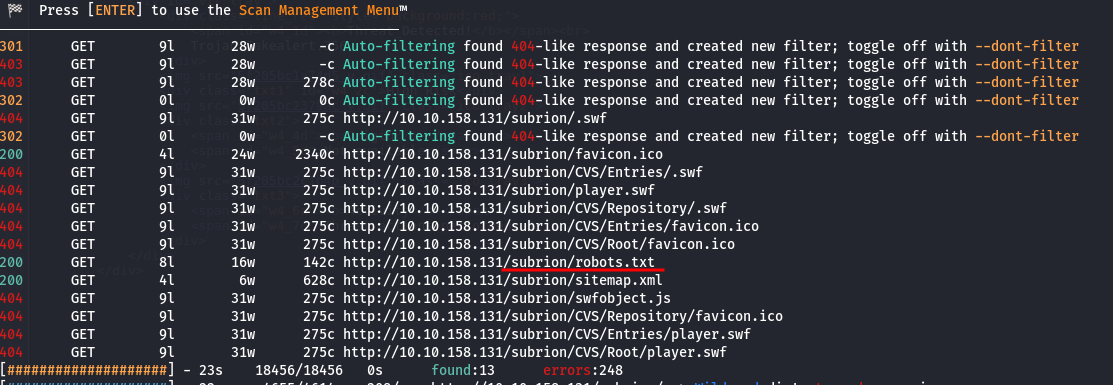 🏁 Press [ENTER] to use the Scan Management Menu™
301 GET 9l 28w -c Auto-filtering found 404-like response and created new filter; toggle off with --dont-filter
403 GET 9l 28w -c Auto-filtering found 404-like response and created new filter; toggle off with --dont-filter
403 GET 9l 28w 278c Auto-filtering found 404-like response and created new filter; toggle off with --dont-filter
302 GET 0l 0w 0c Auto-filtering found 404-like response and created new filter; toggle off with --dont-filter
404 GET 9l 31w 275c http://10.10.158.131/subrion/.swf
302 GET 0l 0w -c Auto-filtering found 404-like response and created new filter; toggle off with --dont-filter
200 GET 4l 24w 2340c http://10.10.158.131/subrion/favicon.ico
404 GET 9l 31w 275c http://10.10.158.131/subrion/CVS/Entries/.swf
404 GET 9l 31w 275c http://10.10.158.131/subrion/player.swf
404 GET 9l 31w 275c http://10.10.158.131/subrion/CVS/Repository/.swf
404 GET 9l 31w 275c http://10.10.158.131/subrion/CVS/Entries/favicon.ico
404 GET 9l 31w 275c http://10.10.158.131/subrion/CVS/Root/favicon.ico
200 GET 8l 16w 142c http://10.10.158.131/subrion/robots.txt
200 GET 4l 6w 628c http://10.10.158.131/subrion/sitemap.xml
404 GET 9l 31w 275c http://10.10.158.131/subrion/swfobject.js
404 GET 9l 31w 275c http://10.10.158.131/subrion/CVS/Repository/favicon.ico
404 GET 9l 31w 275c http://10.10.158.131/subrion/CVS/Entries/player.swf
404 GET 9l 31w 275c http://10.10.158.131/subrion/CVS/Root/player.swf
[####################] - 23s 18456/18456 0s found:13 errors:248